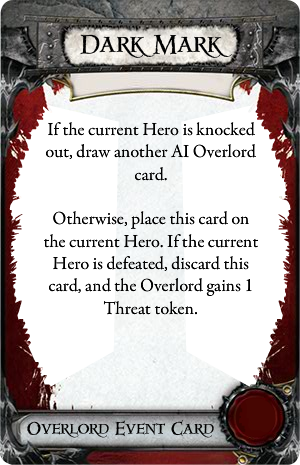 Dark Mark
If the current Hero is knocked
out, draw another AI Overlord
card.
Otherwise, place this card on
the current Hero. If the current
Hero is defeated, discard this
card, and the Overlord gains 1
Threat token.
Overlord Event Card